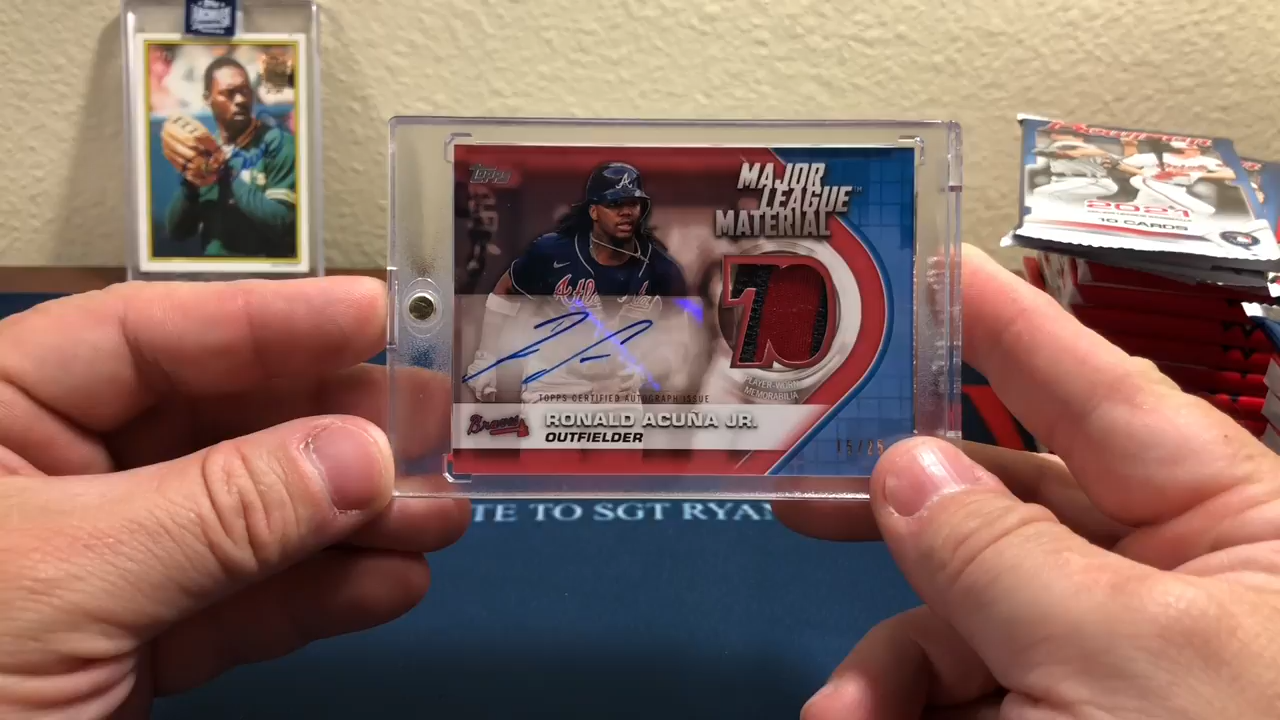 Topps
MAJOR
LEAGUE™
MATERIAL
70
PLAYER-WORN
MEMORABILIA
TOPPS CERTIFIED AUTOGRAPH ISSUE
Braves
RONALD ACUÑA JR.
OUTFIELDER
15/25
TE TO SGT RYAN
2021
10 CARDS